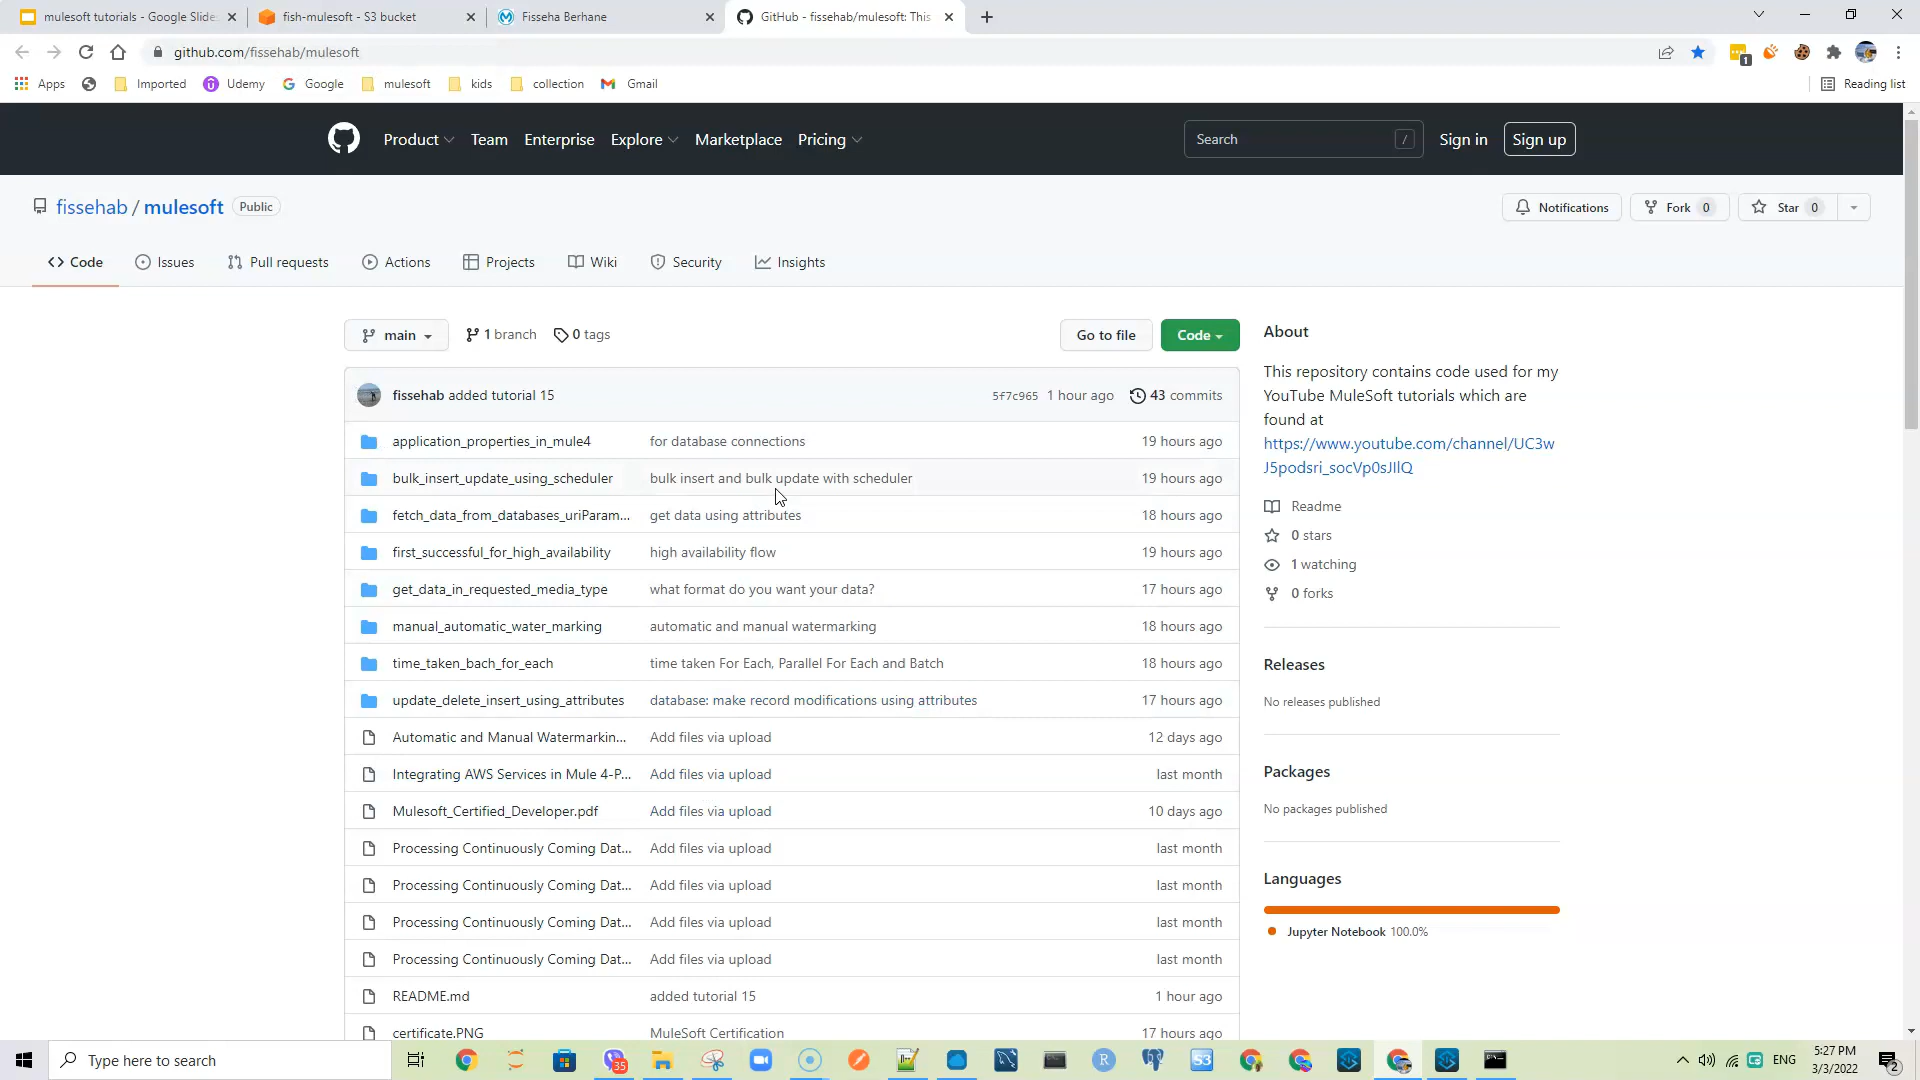 mulesoft tutorials - Google Slide
fish-mulesoft - S3 bucket
Fisseha Berhane
GitHub - fissehab/mulesoft: This
github.com/fissehab/mulesoft
1
Apps
Imported
Udemy
Google
mulesoft
kids
collection
Gmail
Reading list
Product
Team
Enterprise
Explore
Marketplace
Pricing
Search
/
Sign in
Sign up
fissehab / mulesoft
Public
Notifications
Fork 0
Star 0
Code
Issues
Pull requests
Actions
Projects
Wiki
Security
Insights
main
1 branch
0 tags
Go to file
Code
fissehab added tutorial 15
5f7c965 1 hour ago
43 commits
application_properties_in_mule4 for database connections 19 hours ago
bulk_insert_update_using_scheduler bulk insert and bulk update with scheduler 19 hours ago
fetch_data_from_databases_uriParam... get data using attributes 18 hours ago
first_successful_for_high_availability high availability flow 19 hours ago
get_data_in_requested_media_type what format do you want your data? 17 hours ago
manual_automatic_water_marking automatic and manual watermarking 18 hours ago
time_taken_bach_for_each time taken For Each, Parallel For Each and Batch 18 hours ago
update_delete_insert_using_attributes database: make record modifications using attributes 17 hours ago
Automatic and Manual Watermarkin... Add files via upload 12 days ago
Integrating AWS Services in Mule 4-P... Add files via upload last month
Mulesoft_Certified_Developer.pdf Add files via upload 10 days ago
Processing Continuously Coming Dat... Add files via upload last month
Processing Continuously Coming Dat... Add files via upload last month
Processing Continuously Coming Dat... Add files via upload last month
Processing Continuously Coming Dat... Add files via upload last month
README.md added tutorial 15 1 hour ago
certificate.PNG MuleSoft Certification 17 hours ago
About
This repository contains code used for my
YouTube MuleSoft tutorials which are
found at
https://www.youtube.com/channel/UC3w
J5podsri_socVp0sJIlQ
Readme
0 stars
1 watching
0 forks
Releases
No releases published
Packages
No packages published
Languages
Jupyter Notebook 100.0%
Type here to search
35
R
S3
ENG
5:27 PM
3/3/2022
2